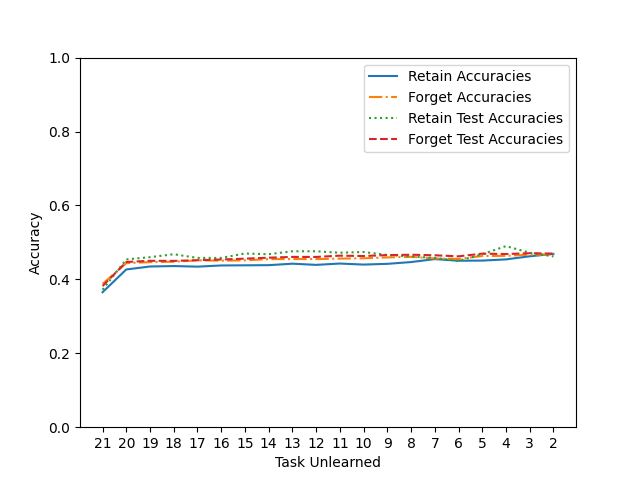 1.0
0.8
0.6
0.4
0.2
0.0
Accuracy
Retain Accuracies
Forget Accuracies
Retain Test Accuracies
Forget Test Accuracies
21 20 19 18 17 16 15 14 13 12 11 10 9 8 7 6 5 4 3 2
Task Unlearned